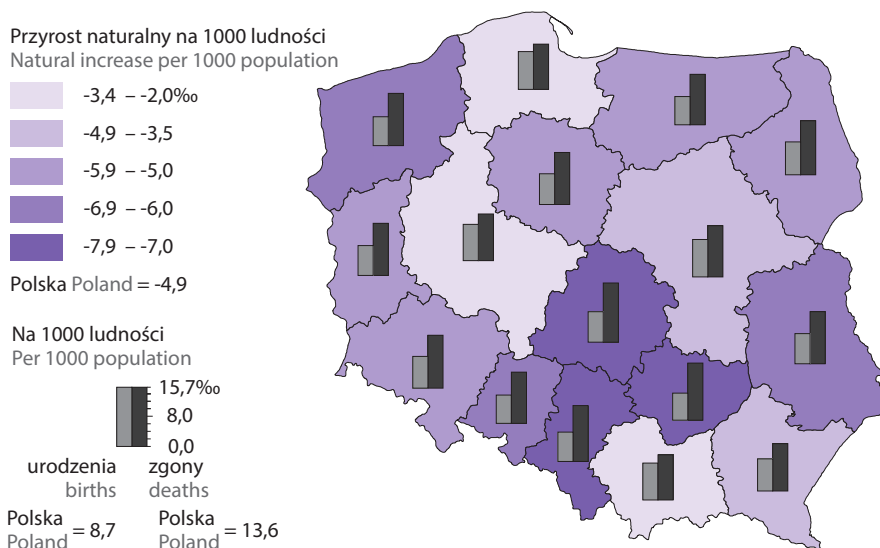 Przyrost naturalny na 1000 ludności
Natural increase per 1000 population
-3,4 – -2,0‰
-4,9 – -3,5
-5,9 – -5,0
-6,9 – -6,0
-7,9 – -7,0
Polska Poland = -4,9
Na 1000 ludności
Per 1000 population
15,7‰
8,0
0,0
urodzenia zgony
births deaths
Polska Poland = 8,7
Polska Poland = 13,6